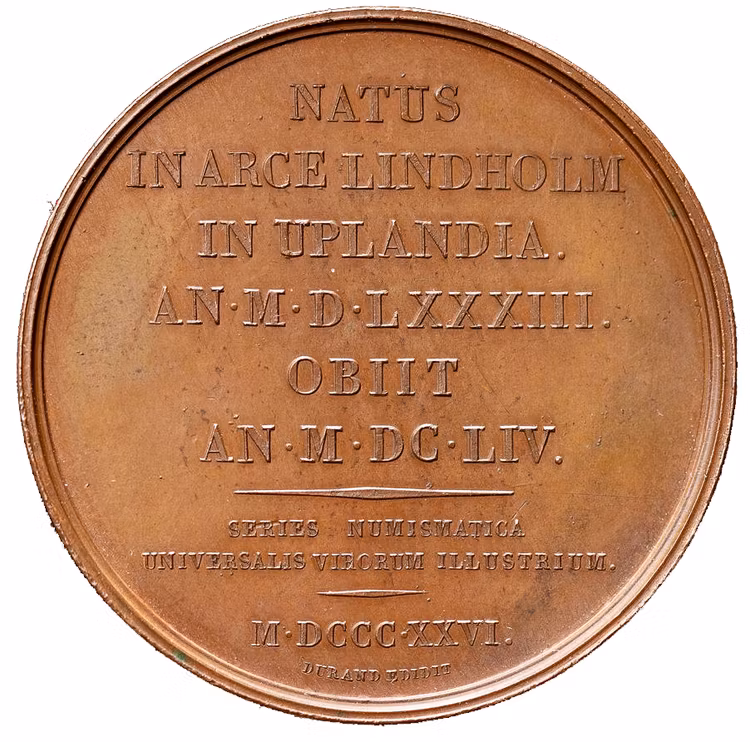 NATUS
IN ARCE LINDHOLM
IN UPLANDIA.
AN·M·D·LXXXIII.
OBIIT
AN·M·DC·LIV.
SERIES NUMISMATICA
UNIVERSALIS VIRORUM ILLUSTRIUM.
M·DCCC·XXVI.
DURAND EDIDIT